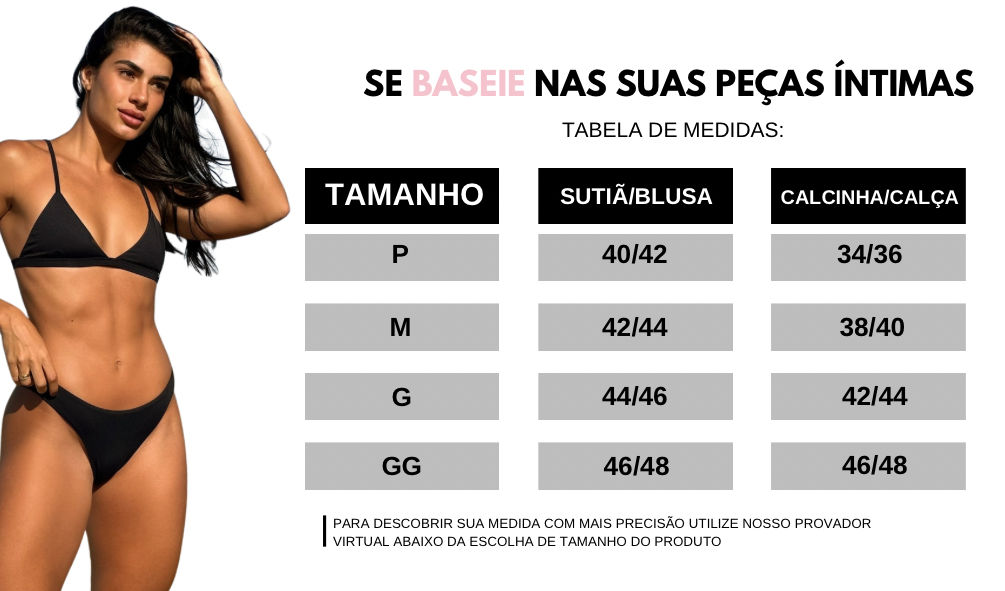 SE BASEIE NAS SUAS PEÇAS ÍNTIMAS
TABELA DE MEDIDAS:
TAMANHO SUTIÃ/BLUSA CALCINHA/CALÇA
P 40/42 34/36
M 42/44 38/40
G 44/46 42/44
GG 46/48 46/48
PARA DESCOBRIR SUA MEDIDA COM MAIS PRECISÃO UTILIZE NOSSO PROVADOR
VIRTUAL ABAIXO DA ESCOLHA DE TAMANHO DO PRODUTO